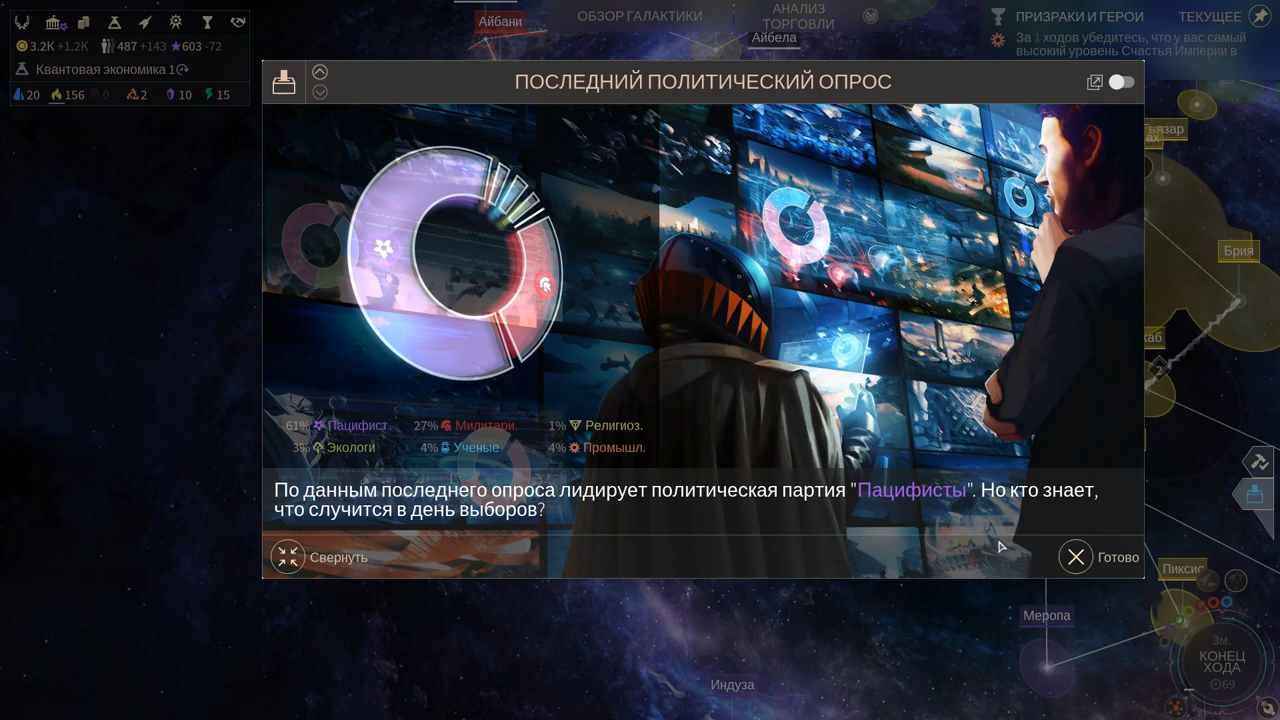 Айбани
ОБЗОР ГАЛАКТИКИ
АНАЛИЗ
ТОРГОВЛИ
Айбела
ПРИЗРАКИ И ГЕРОИ
ТЕКУЩЕЕ
За 1 ходов убедитесь, что у вас самый
высокий уровень Счастья Империи в
3.2K +1.2K 487 +143 603 -72
Квантовая экономика 1
20 156 0 2 10 15
ПОСЛЕДНИЙ ПОЛИТИЧЕСКИЙ ОПРОС
Брия
61% Пацифист. 27% Милитари. 1% Религиоз.
3% Экологи 4% Ученые 4% Промышл.
По данным последнего опроса лидирует политическая партия "Пацифисты". Но кто знает,
что случится в день выборов?
Свернуть
Готово
Пиксис
Меропа
Индуза
3м.
КОНЕЦ
ХОДА
69